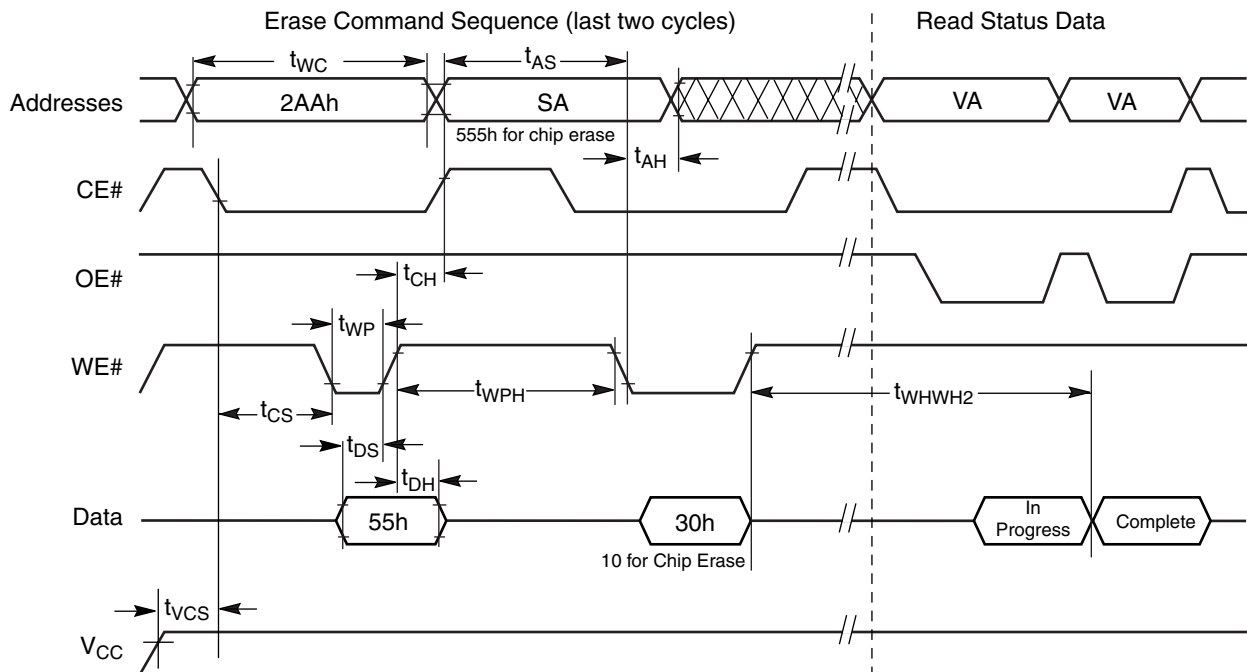 Erase Command Sequence (last two cycles)
Read Status Data
tWC
tAS
Addresses
2AAh
SA
VA
VA
555h for chip erase
tAH
CE#
OE#
tCH
tWP
WE#
tWPH
tWHWH2
tCS
tDS
tDH
Data
55h
30h
In
Progress
Complete
10 for Chip Erase
tVCS
VCC